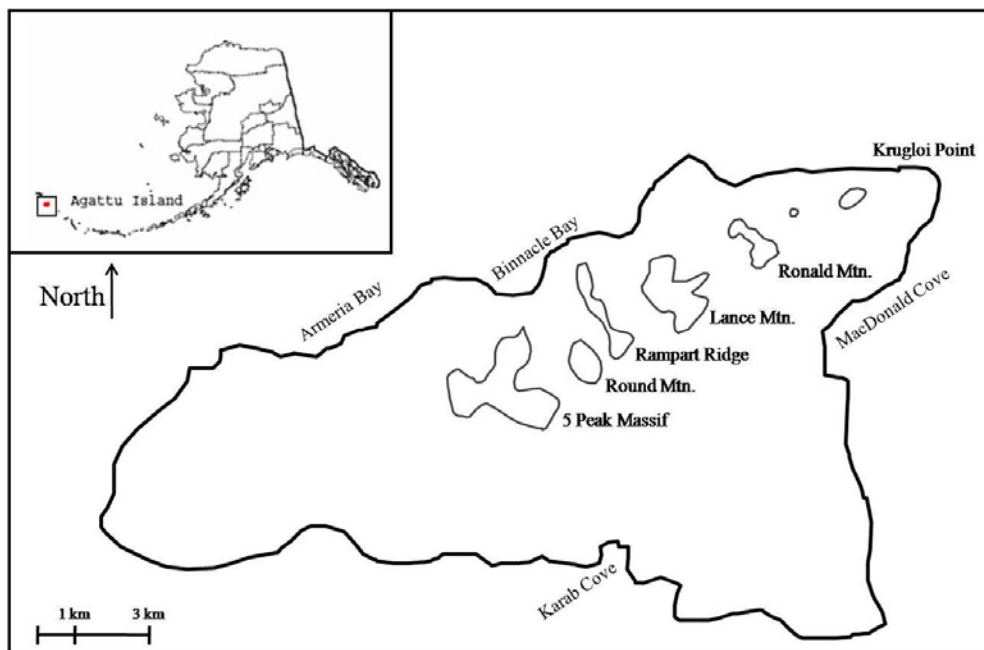 Agattu Island
North
Krugloi Point
Binnacle Bay
Armeria Bay
Ronald Mtn.
MacDonald Cove
Lance Mtn.
Rampart Ridge
Round Mtn.
5 Peak Massif
Karab Cove
1 km 3 km